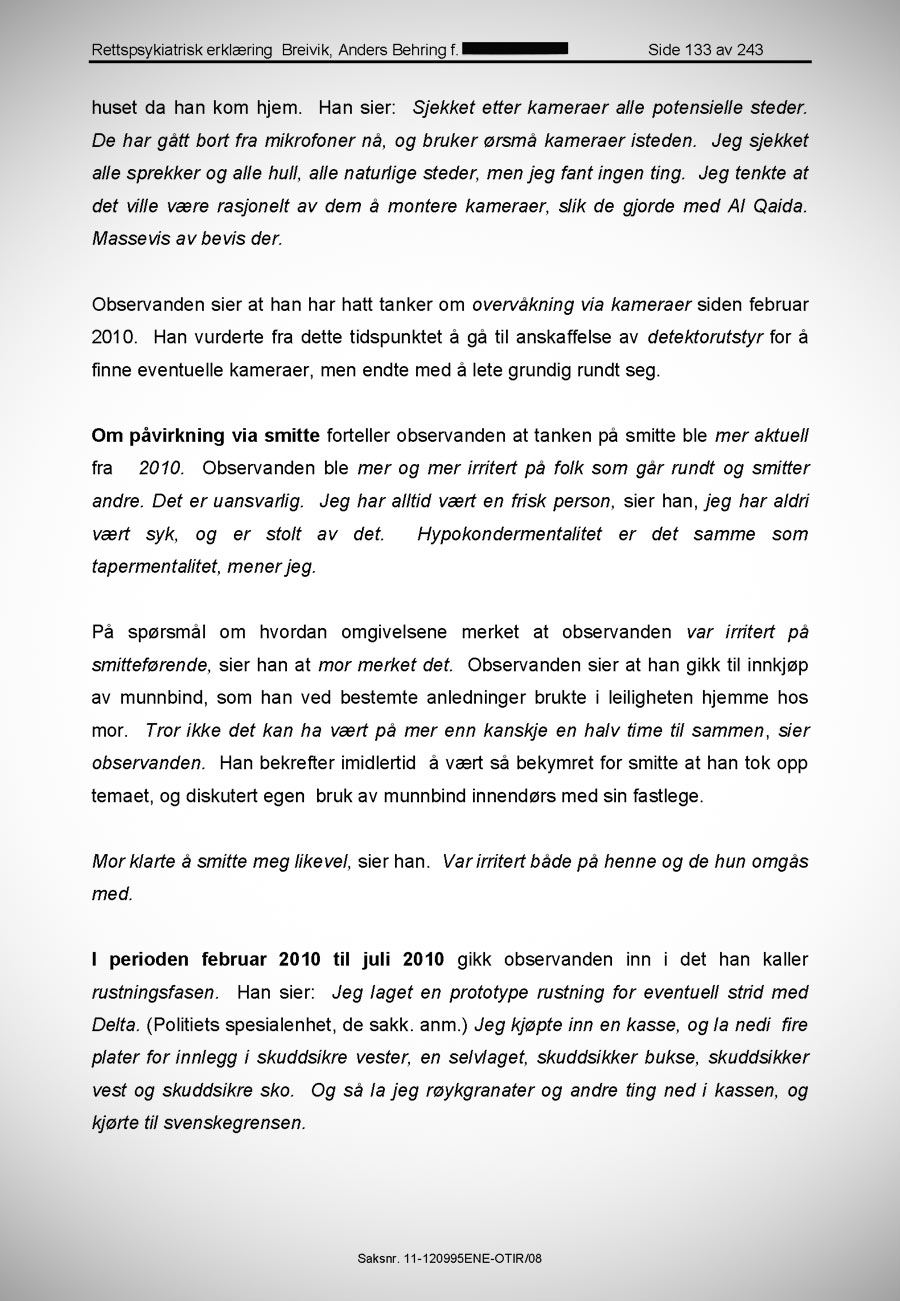 Rettspsykiatrisk erklæring Breivik, Anders Behring f. Side 133 av 243
huset da han kom hjem. Han sier: Sjekket etter kameraer alle potensielle steder.
De har gått bort fra mikrofoner nå, og bruker ørsmå kameraer isteden. Jeg sjekket
alle sprekker og alle hull, alle naturlige steder, men jeg fant ingen ting. Jeg tenkte at
det ville være rasjonelt av dem å montere kameraer, slik de gjorde med Al Qaida.
Massevis av bevis der.
Observanden sier at han har hatt tanker om overvåkning via kameraer siden februar
2010. Han vurderte fra dette tidspunktet å gå til anskaffelse av detektorutstyr for å
finne eventuelle kameraer, men endte med å lete grundig rundt seg.
Om påvirkning via smitte forteller observanden at tanken på smitte ble mer aktuell
fra 2010. Observanden ble mer og mer irritert på folk som går rundt og smitter
andre. Det er uansvarlig. Jeg har alltid vært en frisk person, sier han, jeg har aldri
vært syk, og er stolt av det. Hypokondermentalitet er det samme som
tapermentalitet, mener jeg.
På spørsmål om hvordan omgivelsene merket at observanden var irritert på
smitteførende, sier han at mor merket det. Observanden sier at han gikk til innkjøp
av munnbind, som han ved bestemte anledninger brukte i leiligheten hjemme hos
mor. Tror ikke det kan ha vært på mer enn kanskje en halv time til sammen, sier
observanden. Han bekrefter imidlertid å vært så bekymret for smitte at han tok opp
temaet, og diskutert egen bruk av munnbind innendørs med sin fastlege.
Mor klarte å smitte meg likevel, sier han. Var irritert både på henne og de hun omgås
med.
I perioden februar 2010 til juli 2010 gikk observanden inn i det han kaller
rustningsfasen. Han sier: Jeg laget en prototype rustning for eventuell strid med
Delta. (Politiets spesialenhet, de sakk. anm.) Jeg kjøpte inn en kasse, og la nedi fire
plater for innlegg i skuddsikre vester, en selvlaget, skuddsikker bukse, skuddsikker
vest og skuddsikre sko. Og så la jeg røykgranater og andre ting ned i kassen, og
kjørte til svenskegrensen.
Saksnr. 11-120995ENE-OTIR/08